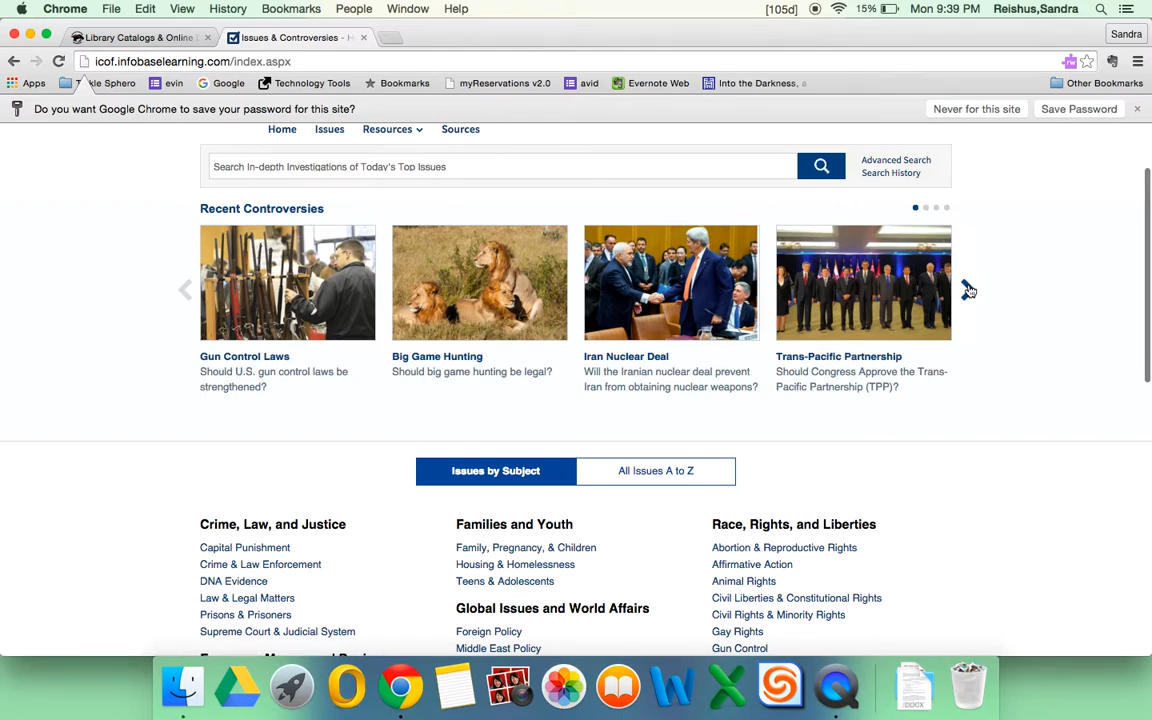 Chrome File Edit View History Bookmarks People Window Help [105d] 15% Mon 9:39 PM Reishus,Sandra
Library Catalogs & Online D × Issues & Controversies - H × Sandra
icof.infobaselearning.com/index.aspx
Apps Tackle Sphero evin Google Technology Tools Bookmarks myReservations v2.0 avid Evernote Web Into the Darkness, a Other Bookmarks
Do you want Google Chrome to save your password for this site? Never for this site Save Password ×
Home Issues Resources Sources
Search In-depth Investigations of Today's Top Issues
Advanced Search
Search History
Recent Controversies
Gun Control Laws
Should U.S. gun control laws be
strengthened?
Big Game Hunting
Should big game hunting be legal?
Iran Nuclear Deal
Will the Iranian nuclear deal prevent
Iran from obtaining nuclear weapons?
Trans-Pacific Partnership
Should Congress Approve the Trans-
Pacific Partnership (TPP)?
Issues by Subject All Issues A to Z
Crime, Law, and Justice
Capital Punishment
Crime & Law Enforcement
DNA Evidence
Law & Legal Matters
Prisons & Prisoners
Supreme Court & Judicial System
Families and Youth
Family, Pregnancy, & Children
Housing & Homelessness
Teens & Adolescents
Global Issues and World Affairs
Foreign Policy
Middle East Policy
Race, Rights, and Liberties
Abortion & Reproductive Rights
Affirmative Action
Animal Rights
Civil Liberties & Constitutional Rights
Civil Rights & Minority Rights
Gay Rights
Gun Control
DOCX